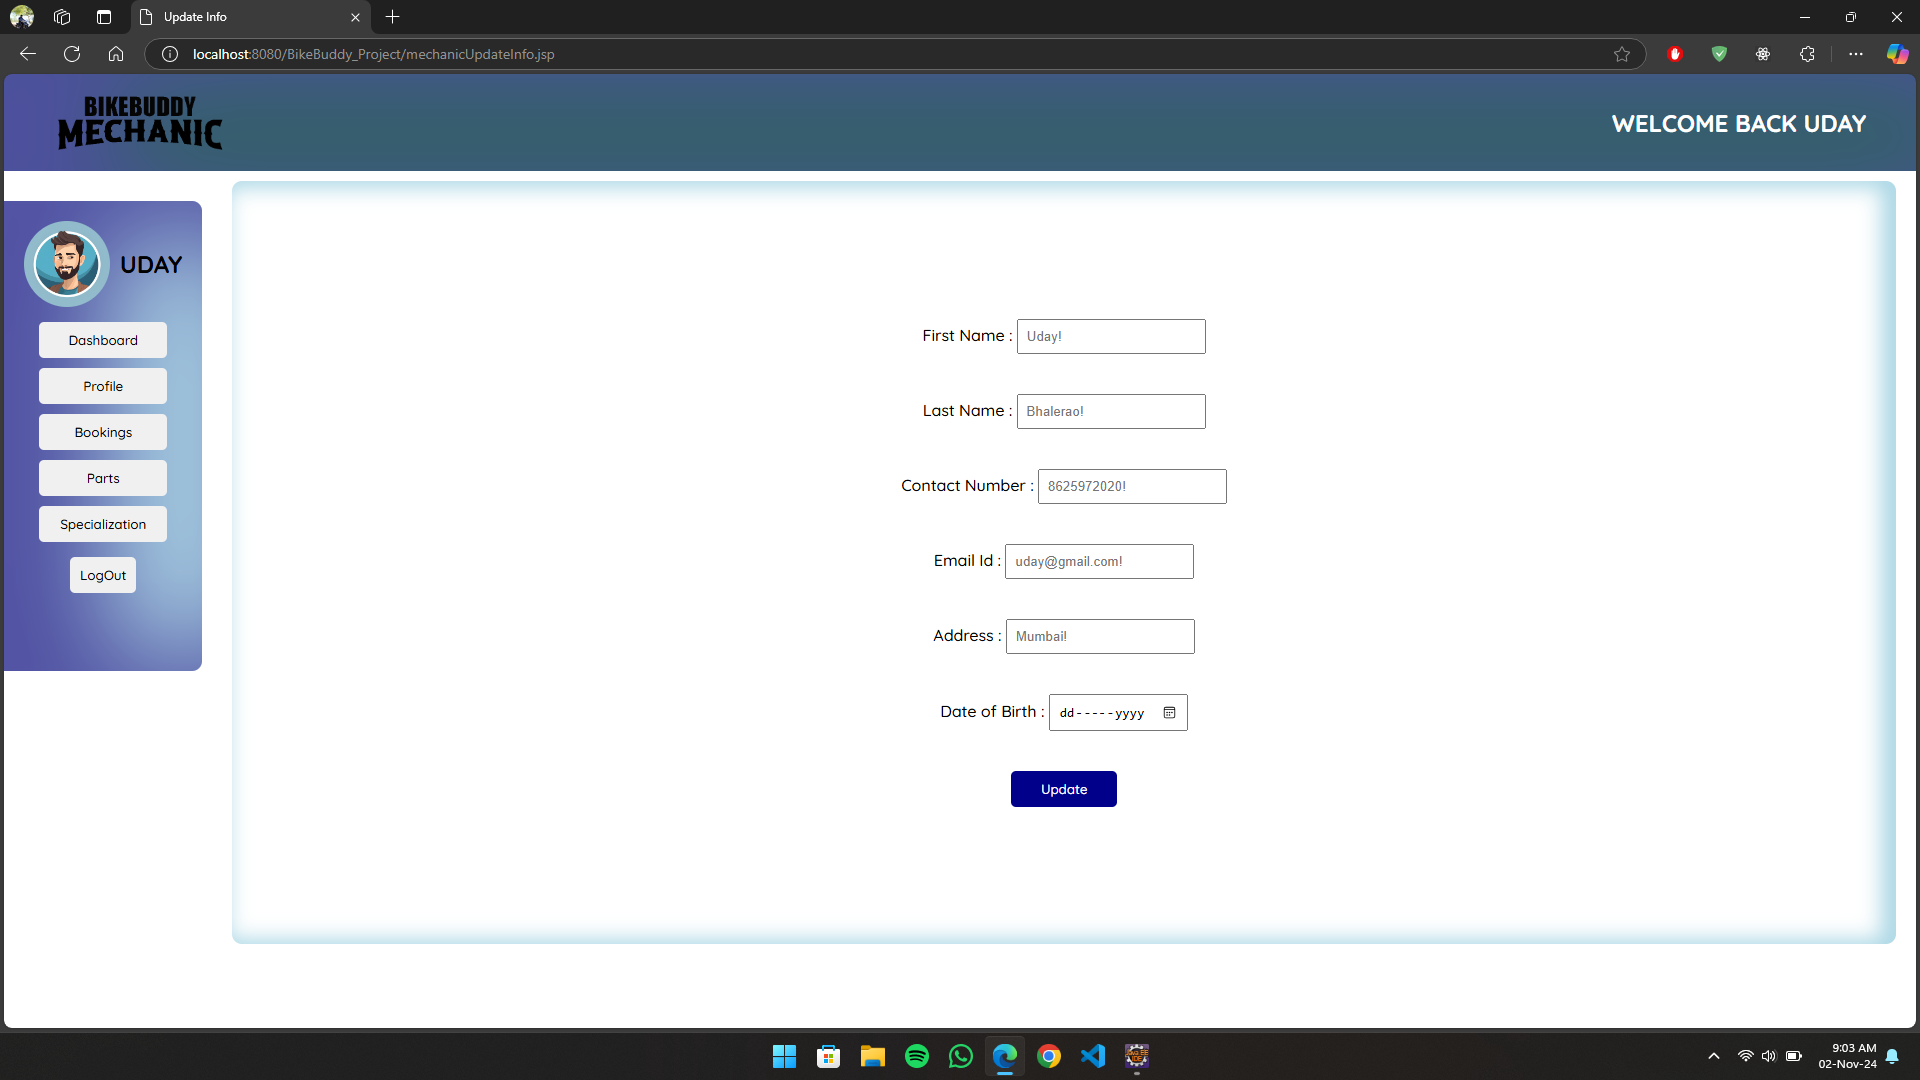 Update Info
localhost:8080/BikeBuddy_Project/mechanicUpdateInfo.jsp
BIKEBUDDY
MECHANIC
WELCOME BACK UDAY
UDAY
Dashboard
Profile
Bookings
Parts
Specialization
LogOut
First Name : Uday!
Last Name : Bhalerao!
Contact Number : 8625972020!
Email Id : uday@gmail.com!
Address : Mumbai!
Date of Birth : dd-----yyyy
Update
9:03 AM
02-Nov-24